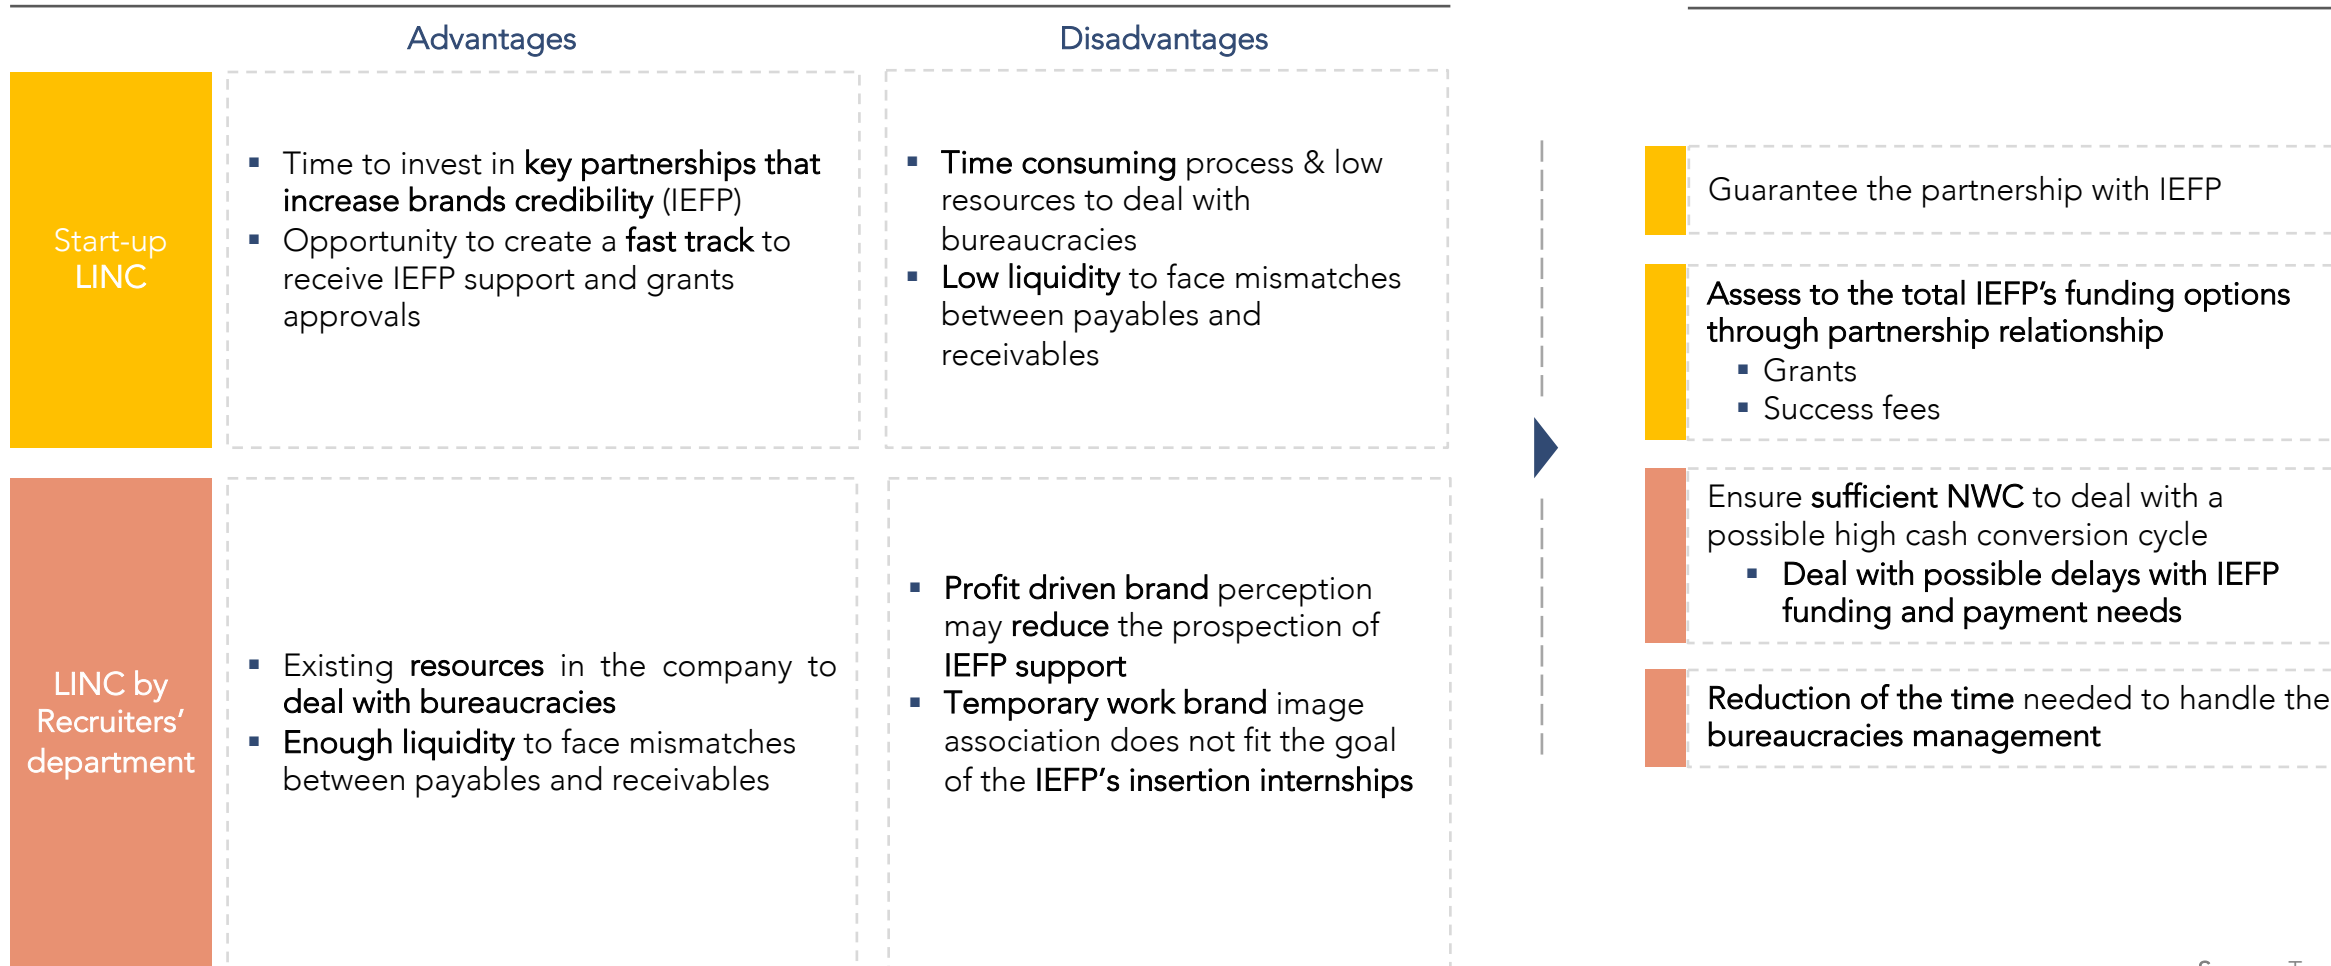 Advantages
Disadvantages
Start-up
LINC
▪ Time to invest in key partnerships that
increase brands credibility (IEFP)
▪ Opportunity to create a fast track to
receive IEFP support and grants
approvals
▪ Time consuming process & low
resources to deal with
bureaucracies
▪ Low liquidity to face mismatches
between payables and
receivables
LINC by
Recruiters’
department
▪ Existing resources in the company to
deal with bureaucracies
▪ Enough liquidity to face mismatches
between payables and receivables
▪ Profit driven brand perception
may reduce the prospection of
IEFP support
▪ Temporary work brand image
association does not fit the goal
of the IEFP’s insertion internships
Guarantee the partnership with IEFP
Assess to the total IEFP’s funding options
through partnership relationship
▪ Grants
▪ Success fees
Ensure sufficient NWC to deal with a
possible high cash conversion cycle
▪ Deal with possible delays with IEFP
funding and payment needs
Reduction of the time needed to handle the
bureaucracies management